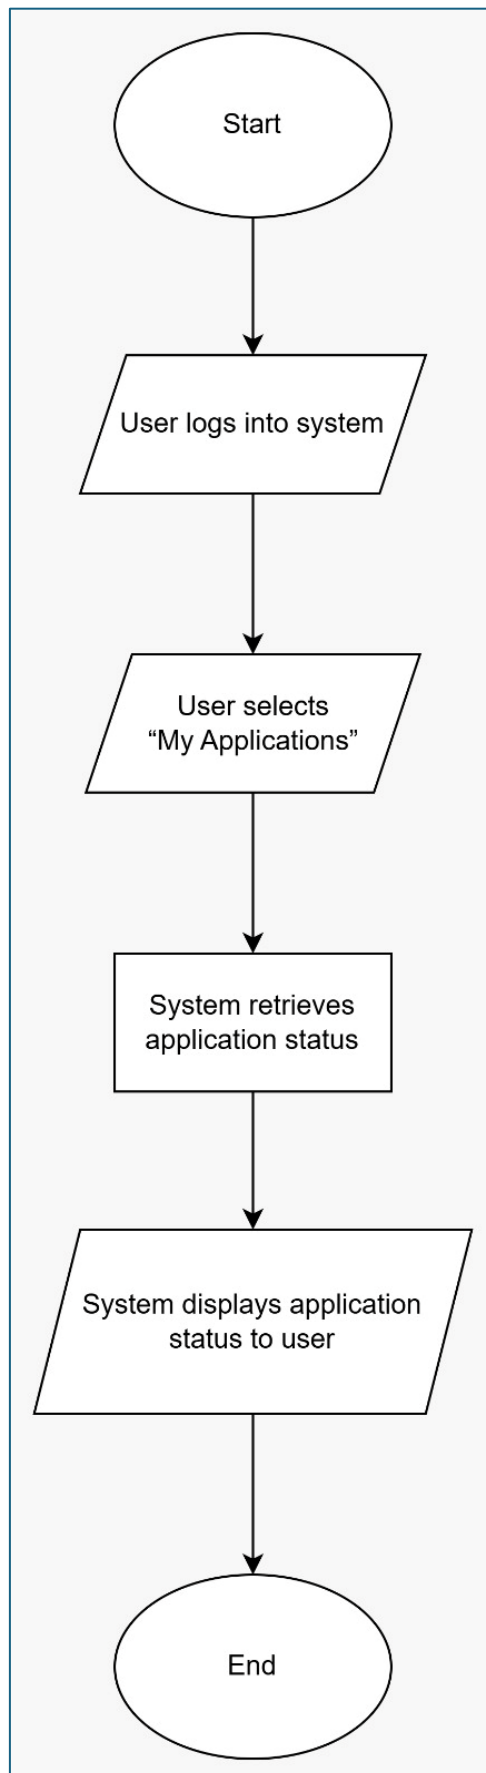 Start
User logs into system
User selects
“My Applications”
System retrieves
application status
System displays application
status to user
End